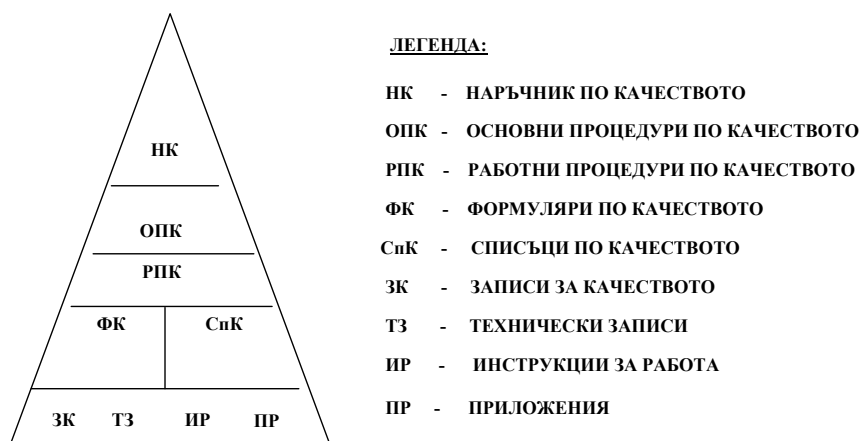 НК
ОПК
РПК
ФК СпК
ЗК ТЗ ИР ПР
ЛЕГЕНДА:
НК - НАРЪЧНИК ПО КАЧЕСТВОТО
ОПК - ОСНОВНИ ПРОЦЕДУРИ ПО КАЧЕСТВОТО
РПК - РАБОТНИ ПРОЦЕДУРИ ПО КАЧЕСТВОТО
ФК - ФОРМУЛЯРИ ПО КАЧЕСТВОТО
СпК - СПИСЪЦИ ПО КАЧЕСТВОТО
ЗК - ЗАПИСИ ЗА КАЧЕСТВОТО
ТЗ - ТЕХНИЧЕСКИ ЗАПИСИ
ИР - ИНСТРУКЦИИ ЗА РАБОТА
ПР - ПРИЛОЖЕНИЯ